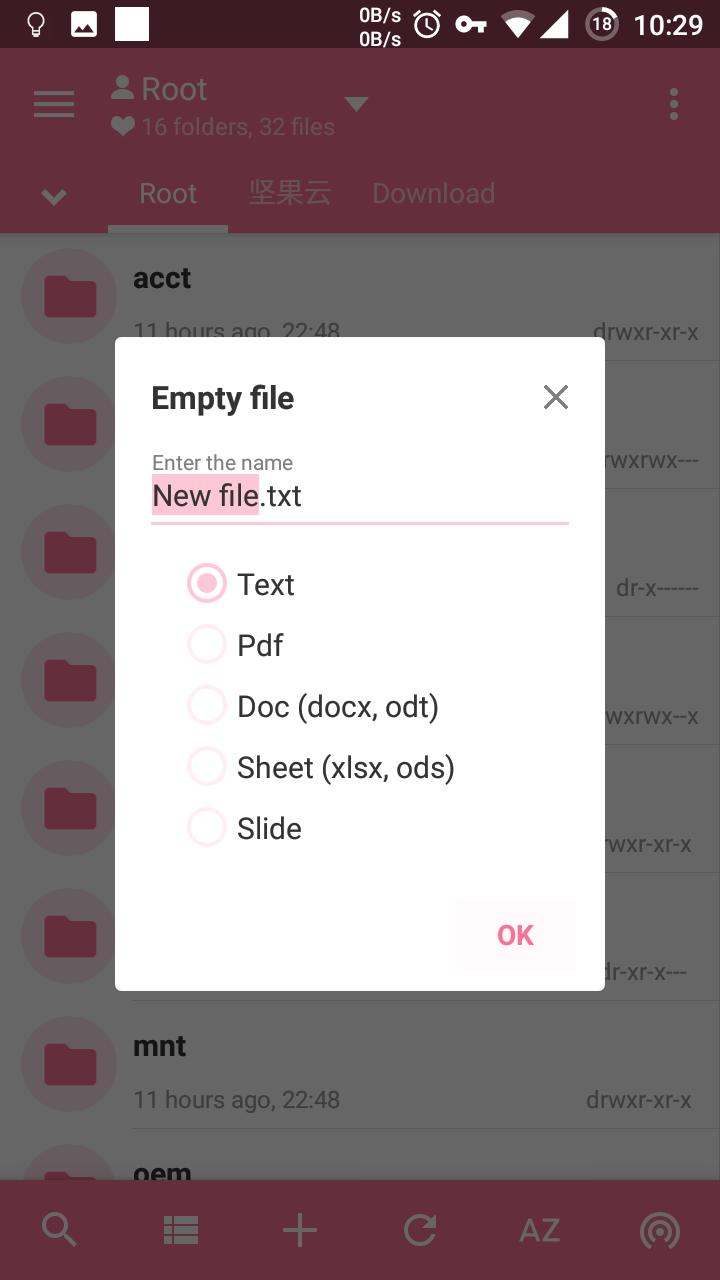 0B/s
0B/s
18
10:29
Root
16 folders, 32 files
Root 坚果云 Download
acct
11 hours ago, 22:48 drwxr-xr-x
Empty file
Enter the name
New file.txt
rwxrwx---
Text
dr-x------
Pdf
Doc (docx, odt)
wxrwx--x
Sheet (xlsx, ods)
Slide
rwxr-xr-x
OK
dr-xr-x---
mnt
11 hours ago, 22:48 drwxr-xr-x
oem
AZ